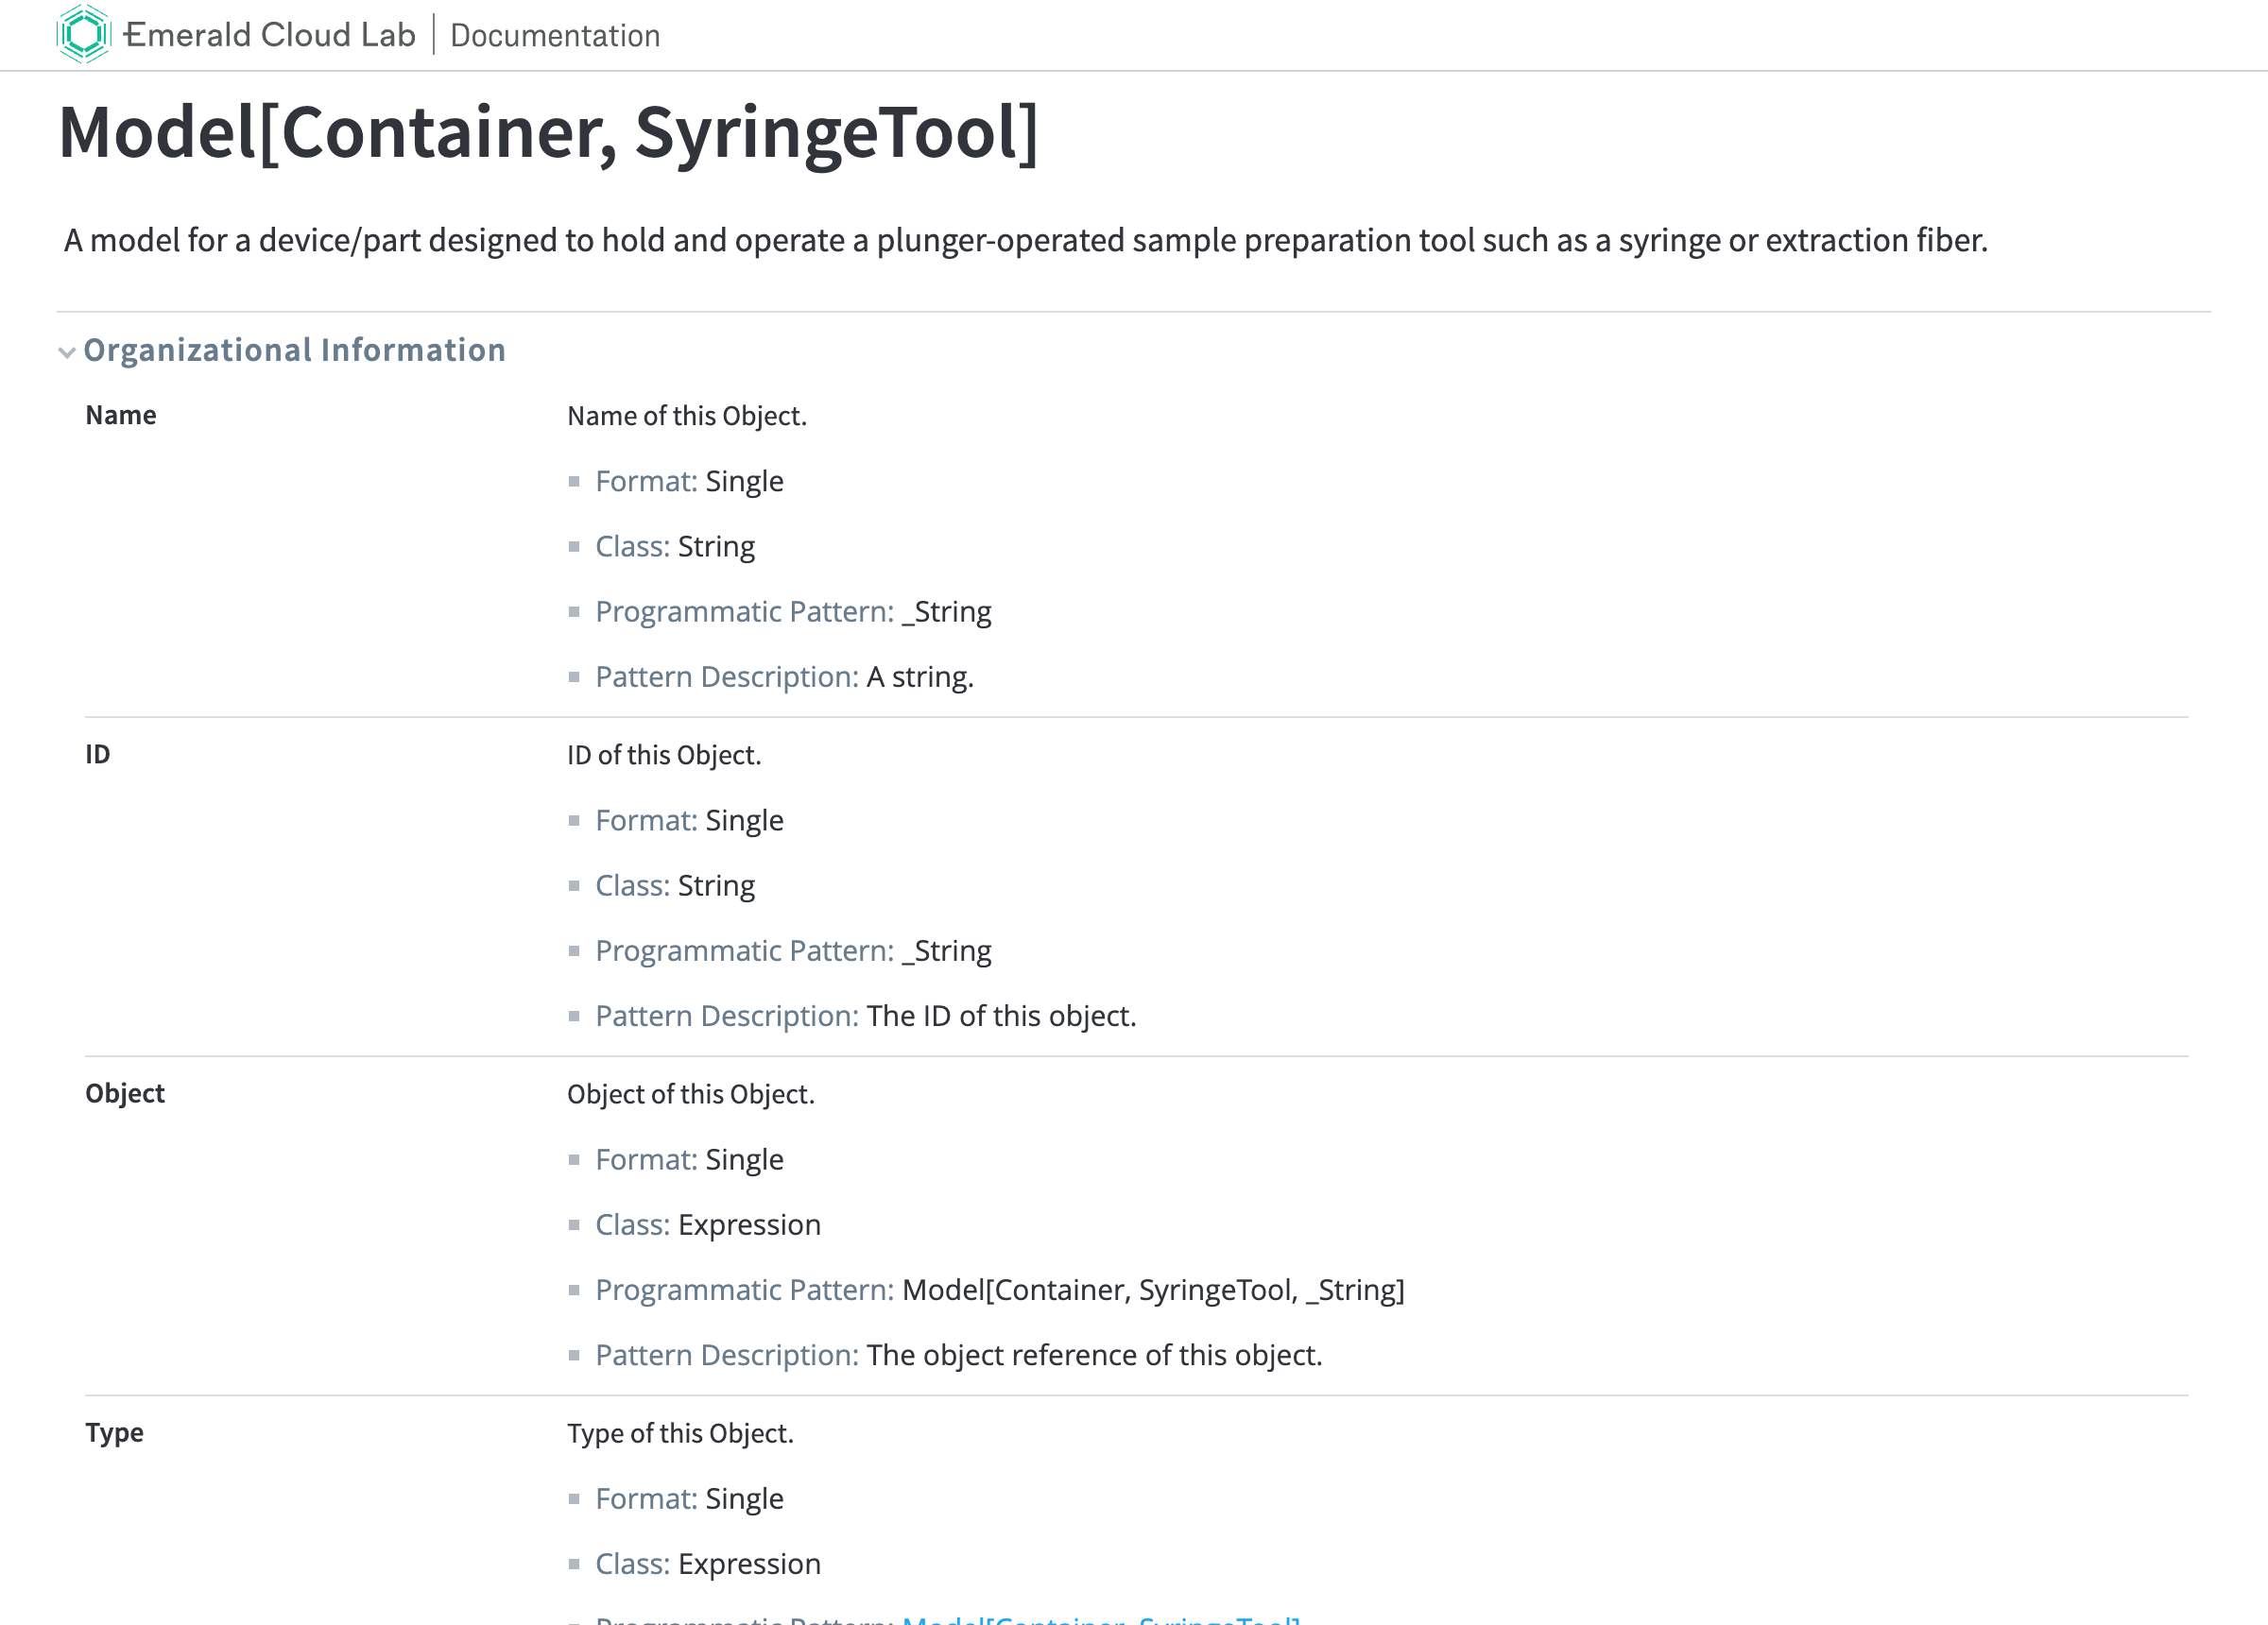 Emerald Cloud Lab | Documentation
Model[Container, SyringeTool]
A model for a device/part designed to hold and operate a plunger-operated sample preparation tool such as a syringe or extraction fiber.
Organizational Information
Name
Name of this Object.
Format: Single
Class: String
Programmatic Pattern: _String
Pattern Description: A string.
ID
ID of this Object.
Format: Single
Class: String
Programmatic Pattern: _String
Pattern Description: The ID of this object.
Object
Object of this Object.
Format: Single
Class: Expression
Programmatic Pattern: Model[Container, SyringeTool, _String]
Pattern Description: The object reference of this object.
Type
Type of this Object.
Format: Single
Class: Expression
Programmatic Pattern: Model[Container, SyringeTool]